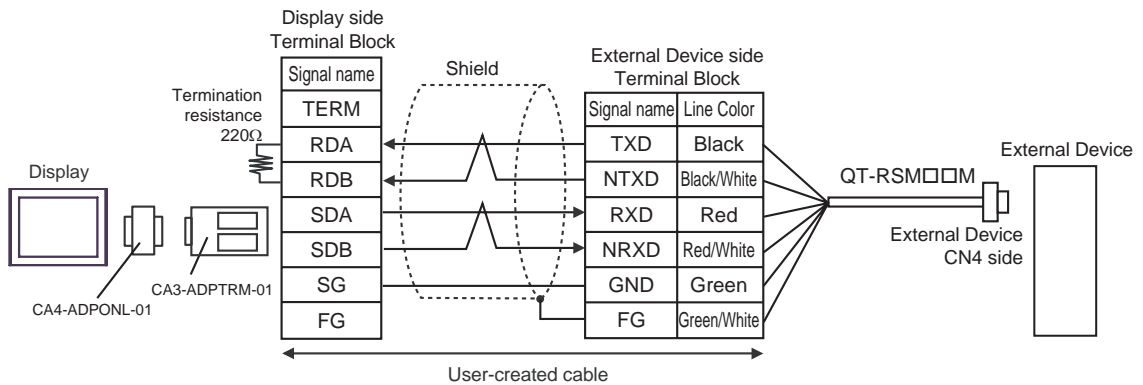 Display side
Terminal Block
Signal name
TERM
RDA
RDB
SDA
SDB
SG
FG
Termination
resistance
220Ω
Shield
External Device side
Terminal Block
Signal name Line Color
TXD Black
NTXD Black/White
RXD Red
NRXD Red/White
GND Green
FG Green/White
QT-RSM□□M
External Device
External Device
CN4 side
Display
CA3-ADPTRM-01
CA4-ADPONL-01
User-created cable